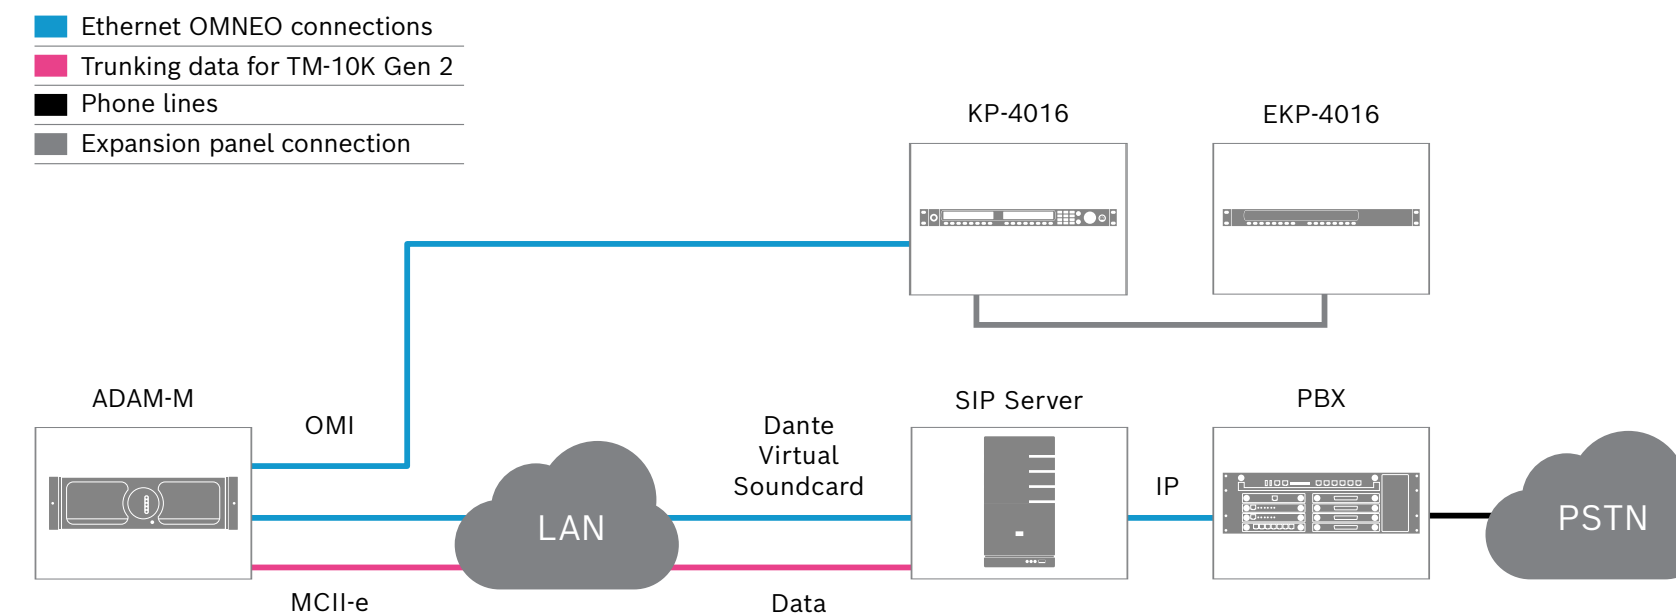 Ethernet OMNEO connections
Trunking data for TM-10K Gen 2
Phone lines
Expansion panel connection
KP-4016
EKP-4016
ADAM-M
OMI
Dante
Virtual
Soundcard
SIP Server
PBX
IP
LAN
PSTN
MCII-e
Data